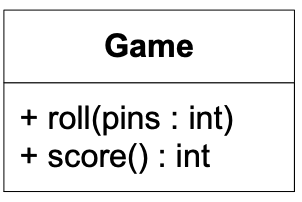 Game
+ roll(pins : int)
+ score() : int